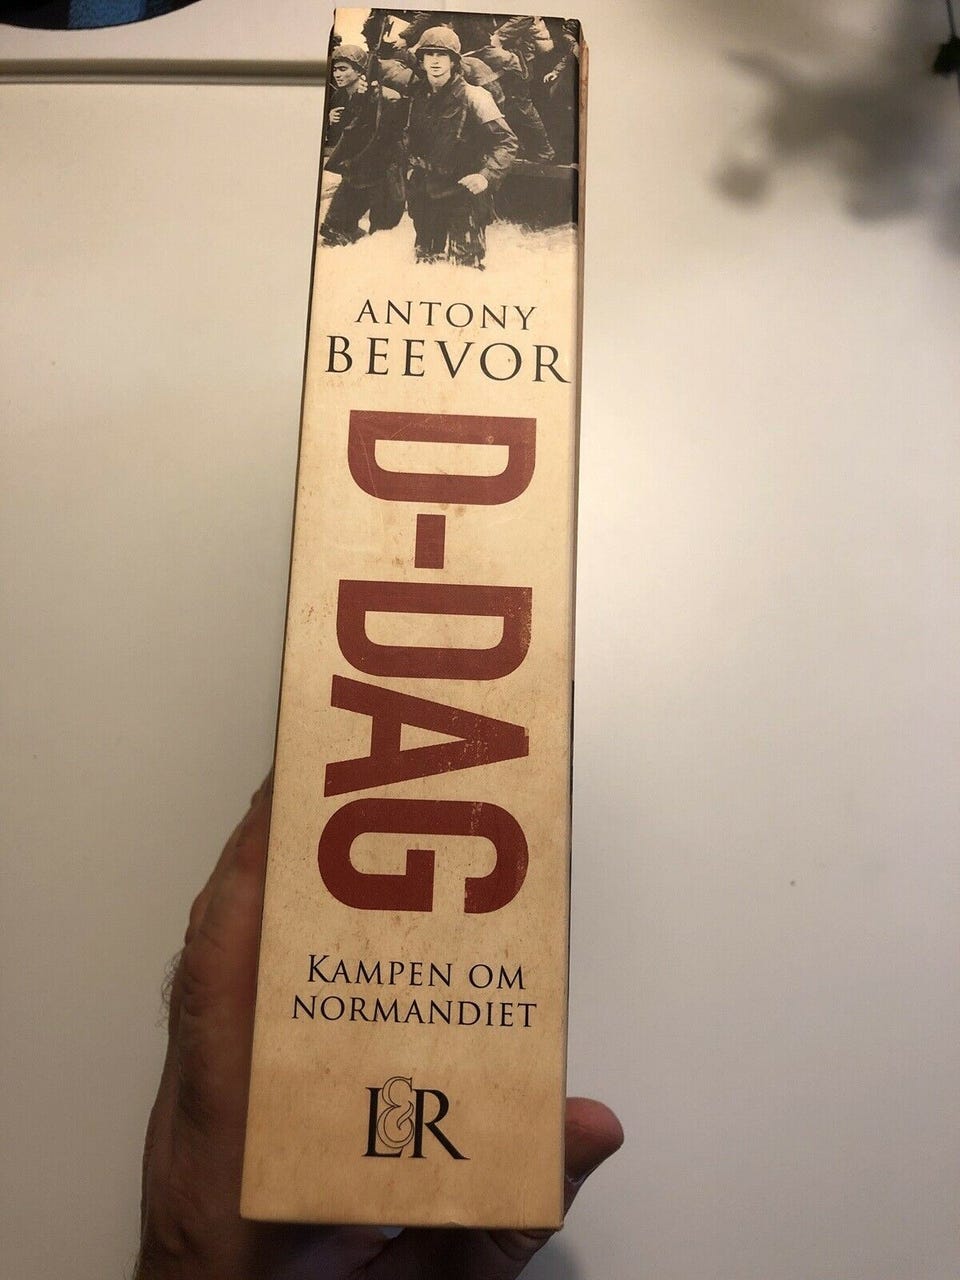 ANTONY
BEEVOR
D-DAG
KAMPEN OM
NORMANDIET
L&R